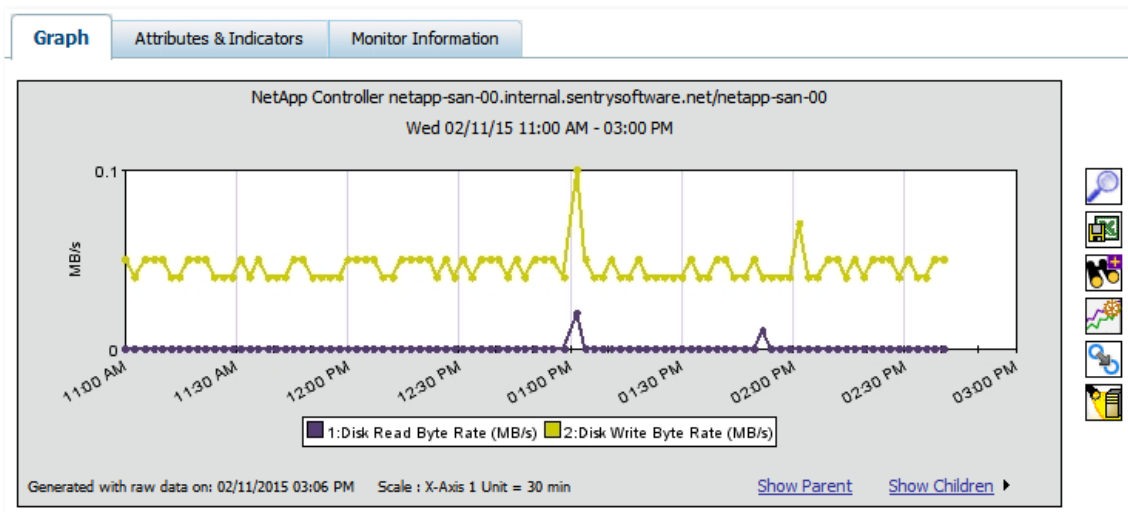 Graph Attributes & Indicators Monitor Information
NetApp Controller netapp-san-00.internal.sentrysoftware.net/netapp-san-00
Wed 02/11/15 11:00 AM - 03:00 PM
0.1
MB/s
0
11:00 AM 11:30 AM 12:00 PM 12:30 PM 01:00 PM 01:30 PM 02:00 PM 02:30 PM 03:00 PM
1:Disk Read Byte Rate (MB/s) 2:Disk Write Byte Rate (MB/s)
Generated with raw data on: 02/11/2015 03:06 PM Scale : X-Axis 1 Unit = 30 min Show Parent Show Children